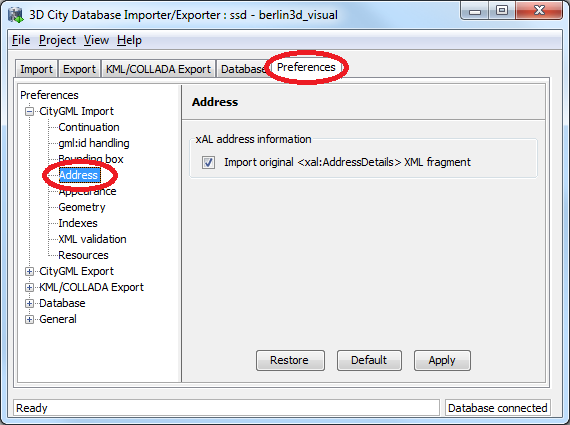 3D City Database Importer/Exporter : ssd - berlin3d_visual
File Project View Help
Import Export KML/COLLADA Export Database Preferences
Preferences
CityGML Import
Continuation
gml:id handling
Bounding box
Address
Appearance
Geometry
Indexes
XML validation
Resources
CityGML Export
KML/COLLADA Export
Database
General
Address
xAL address information
Import original <xal:AddressDetails> XML fragment
Restore Default Apply
Ready Database connected